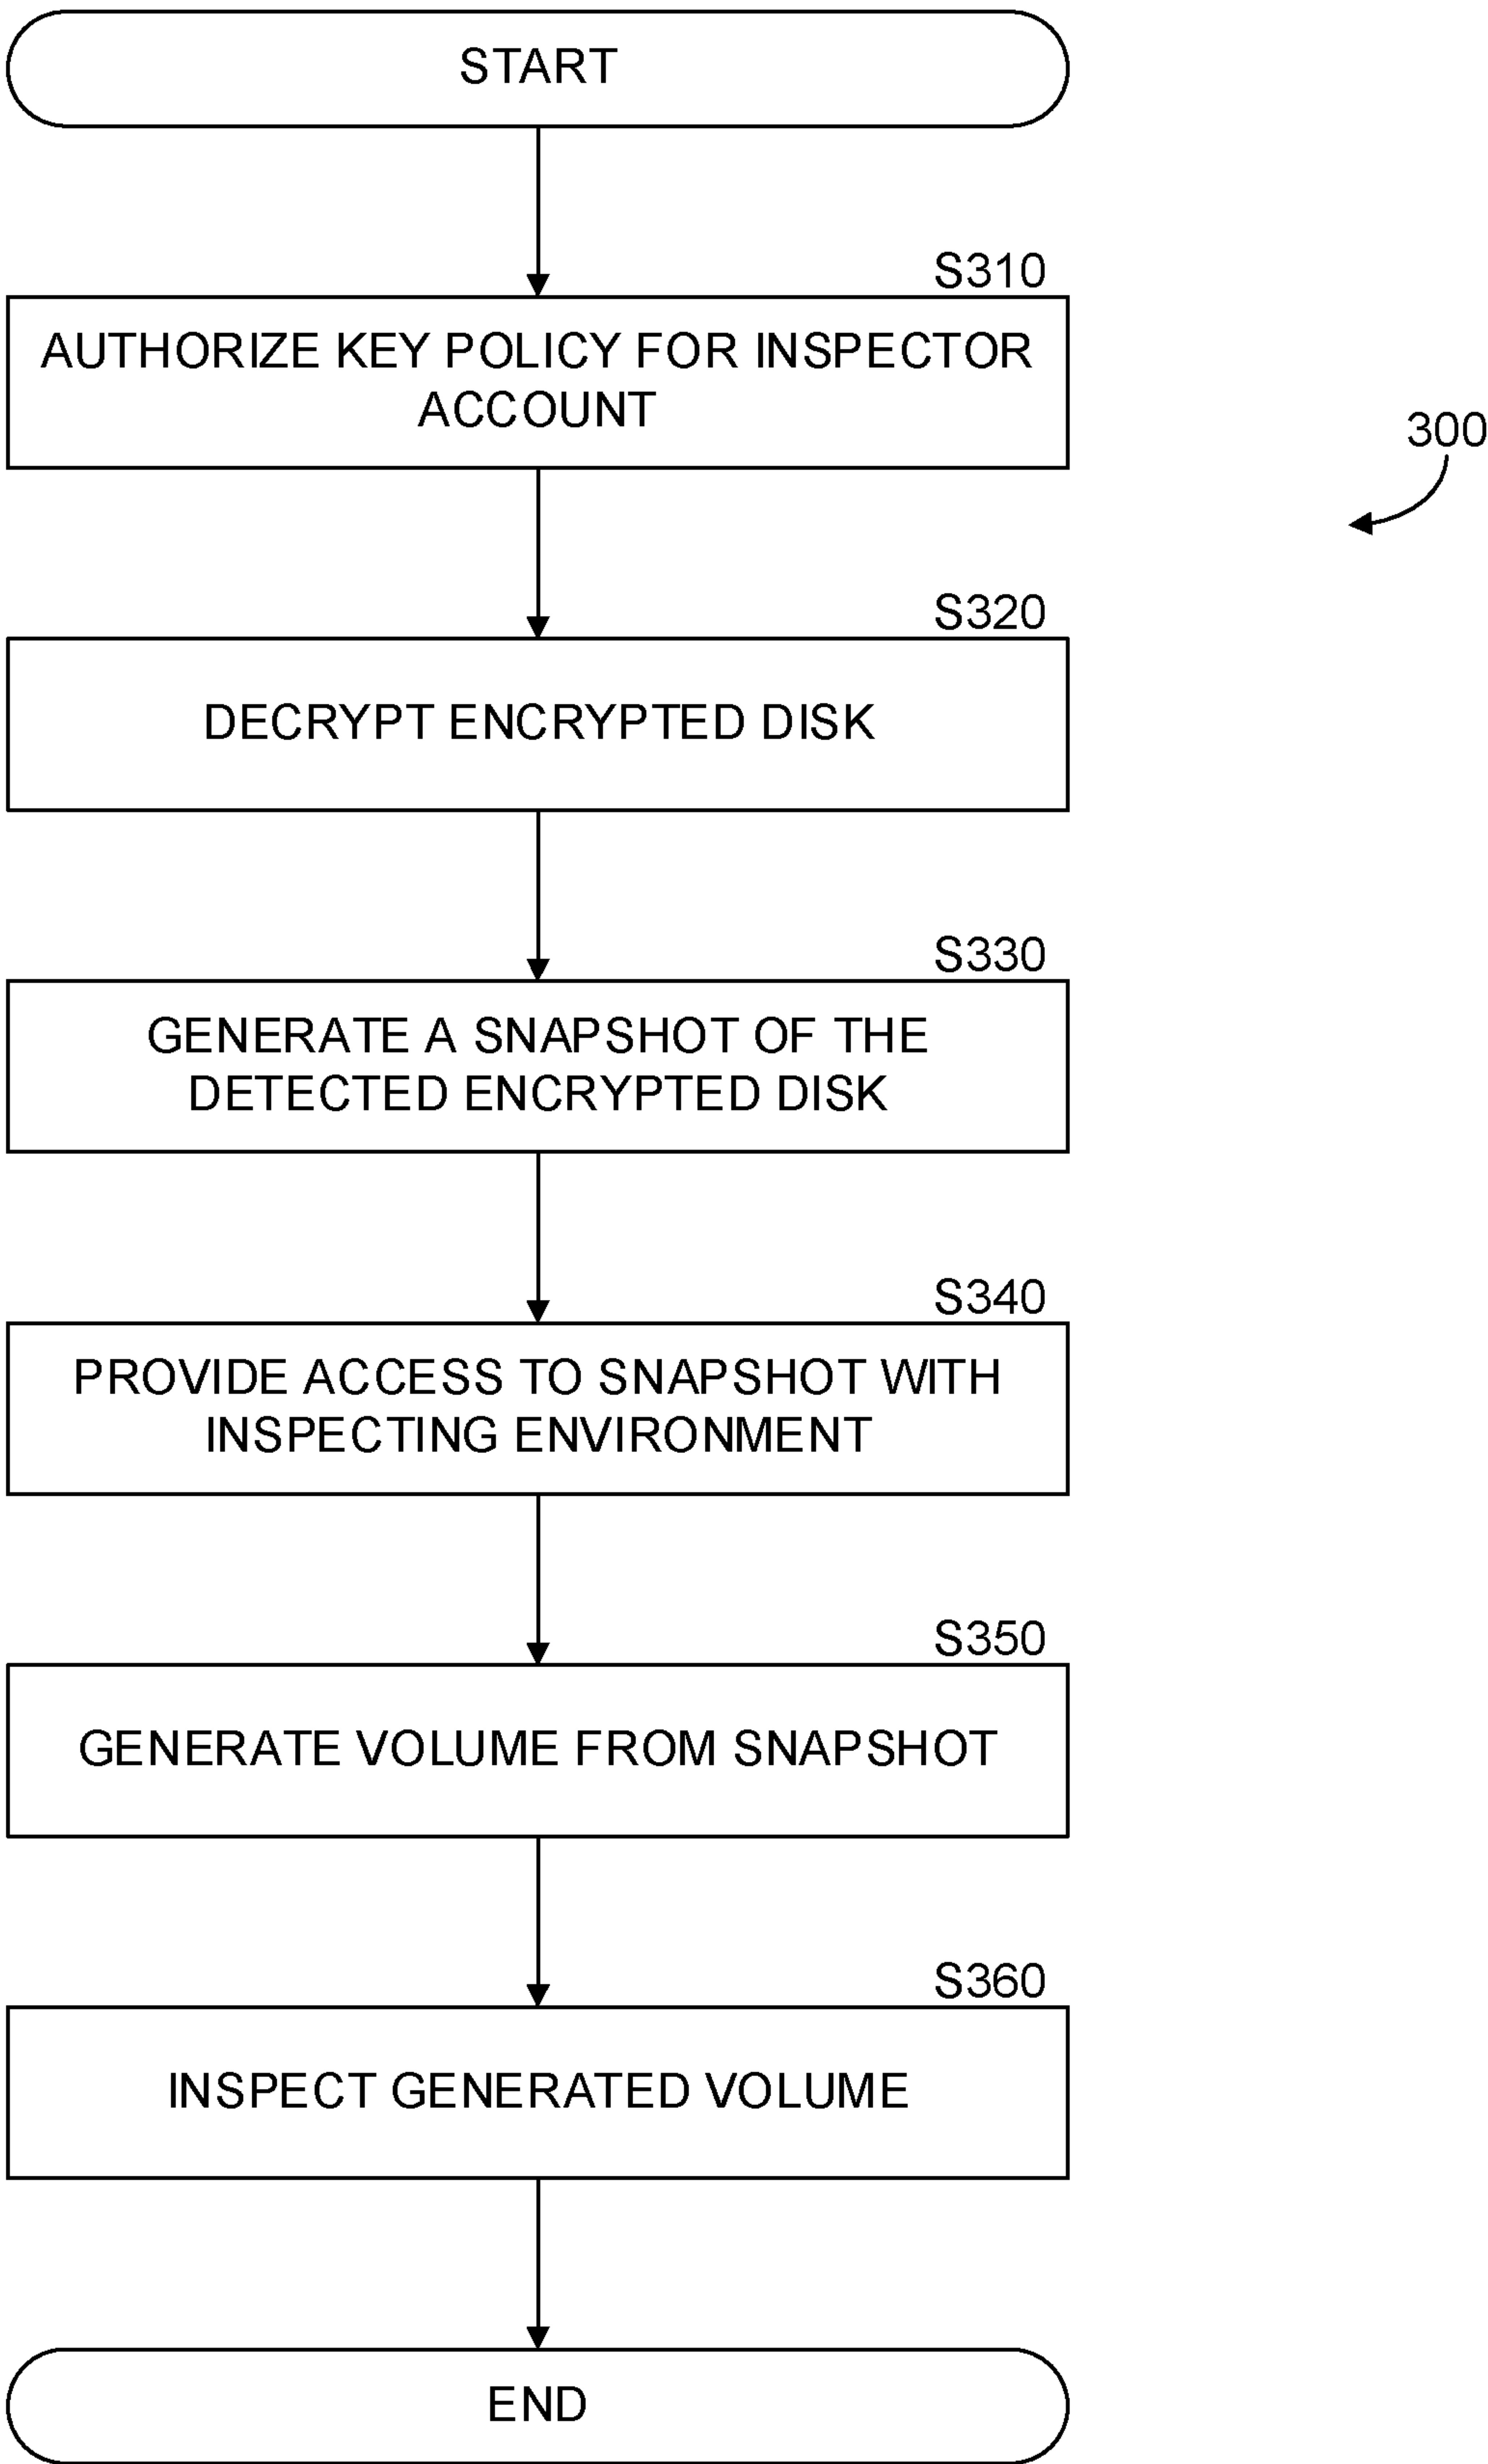 START
S310
AUTHORIZE KEY POLICY FOR INSPECTOR
ACCOUNT
300
S320
DECRYPT ENCRYPTED DISK
S330
GENERATE A SNAPSHOT OF THE
DETECTED ENCRYPTED DISK
S340
PROVIDE ACCESS TO SNAPSHOT WITH
INSPECTING ENVIRONMENT
S350
GENERATE VOLUME FROM SNAPSHOT
S360
INSPECT GENERATED VOLUME
END